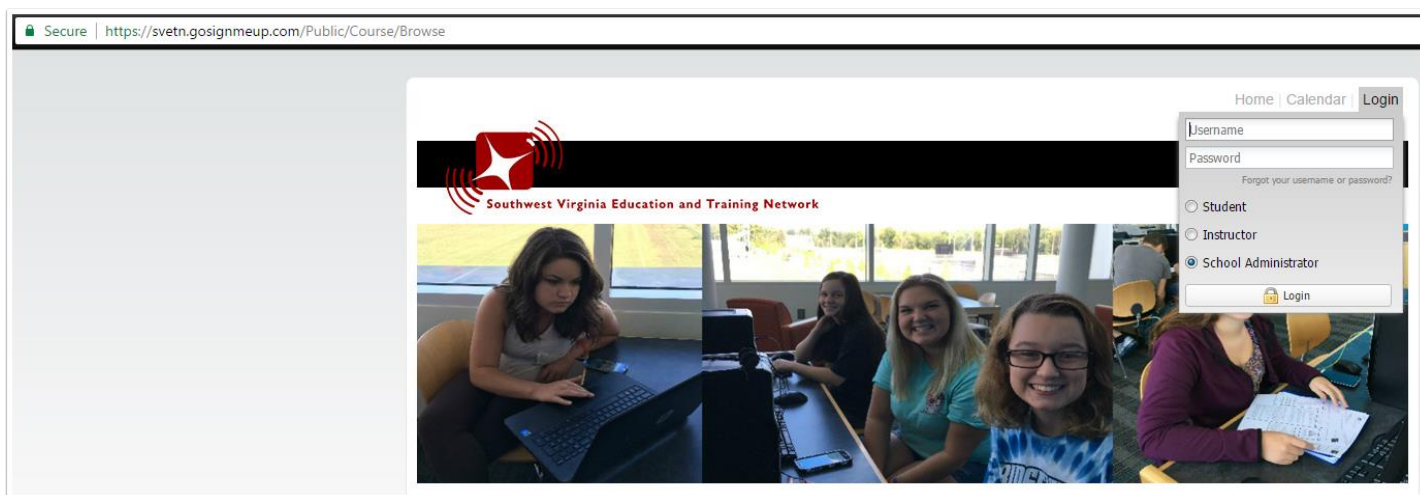 Secure | https://svetn.gosignmeup.com/Public/Course/Browse
Home | Calendar | Login
Username
Password
Forgot your username or password?
Southwest Virginia Education and Training Network
Student
Instructor
School Administrator
Login